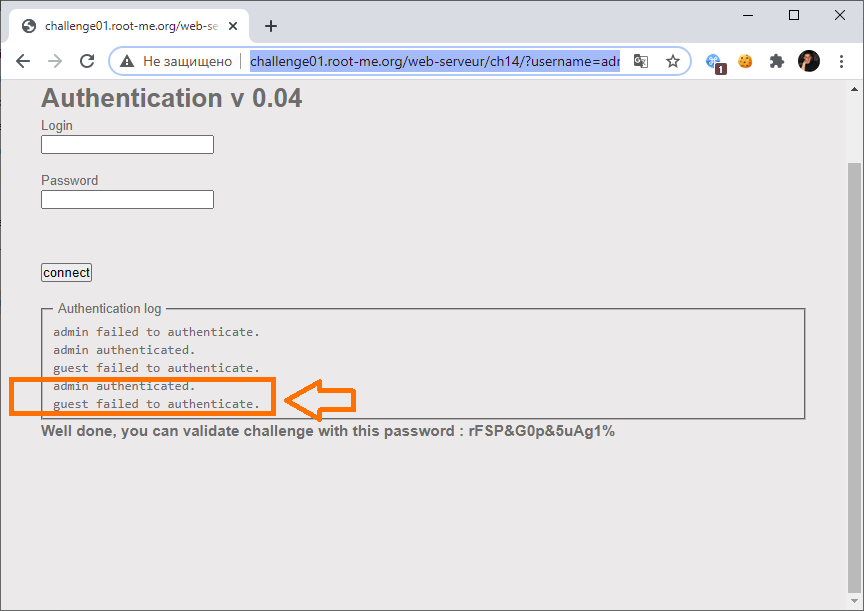 challenge01.root-me.org/web-se
Не защищено
challenge01.root-me.org/web-serveur/ch14/?username=adr
1
Authentication v 0.04
Login
Password
connect
Authentication log
admin failed to authenticate.
admin authenticated.
guest failed to authenticate.
admin authenticated.
guest failed to authenticate.
Well done, you can validate challenge with this password : rFSP&G0p&5uAg1%